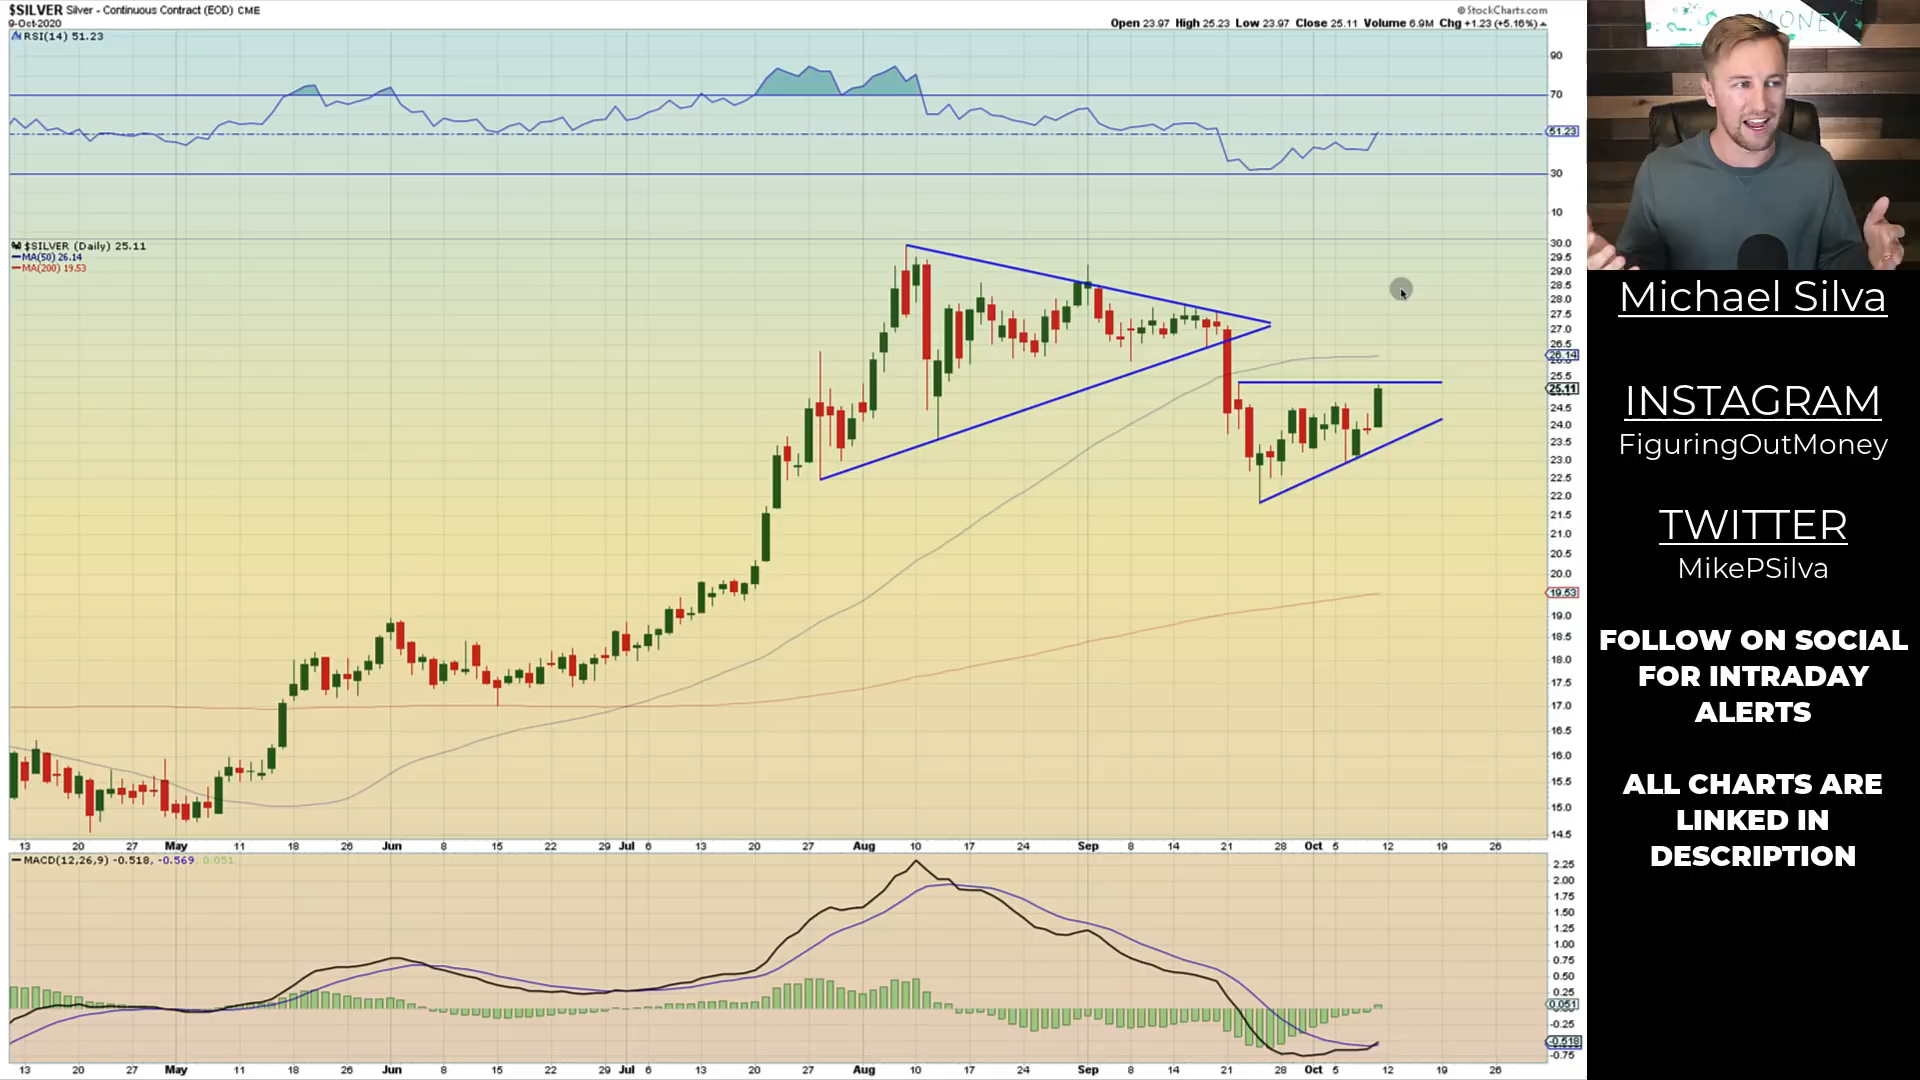 $SILVER Silver - Continuous Contract (EOD) CME
© StockCharts.com
9-Oct-2020
Open 23.97 High 25.23 Low 23.97 Close 25.11 Volume 6.9M Chg +1.23 (+5.16%)
RSI(14) 51.23
90
70
51.23
30
10
$SILVER (Daily) 25.11
MA(50) 26.14
MA(200) 19.53
30.0
29.5
29.0
28.5
28.0
27.5
27.0
26.14
25.5
25.11
24.5
24.0
23.5
23.0
22.5
22.0
21.5
21.0
20.5
20.0
19.53
19.0
18.5
18.0
17.5
17.0
16.5
16.0
15.5
15.0
14.5
13 20 27 May 11 18 26 Jun 8 15 22 29 Jul 6 13 20 27 Aug 10 17 24 Sep 8 14 21 28 Oct 5 12 19 26
MACD(12,26,9) -0.518, -0.569, 0.051
2.25
2.00
1.75
1.50
1.25
1.00
0.75
0.50
0.25
0.051
-0.25
-0.518
-0.75
13 20 27 May 11 18 26 Jun 8 15 22 29 Jul 6 13 20 27 Aug 10 17 24 Sep 8 14 21 28 Oct 5 12 19 26
MONEY
Michael Silva
INSTAGRAM
FiguringOutMoney
TWITTER
MikePSilva
FOLLOW ON SOCIAL
FOR INTRADAY
ALERTS
ALL CHARTS ARE
LINKED IN
DESCRIPTION